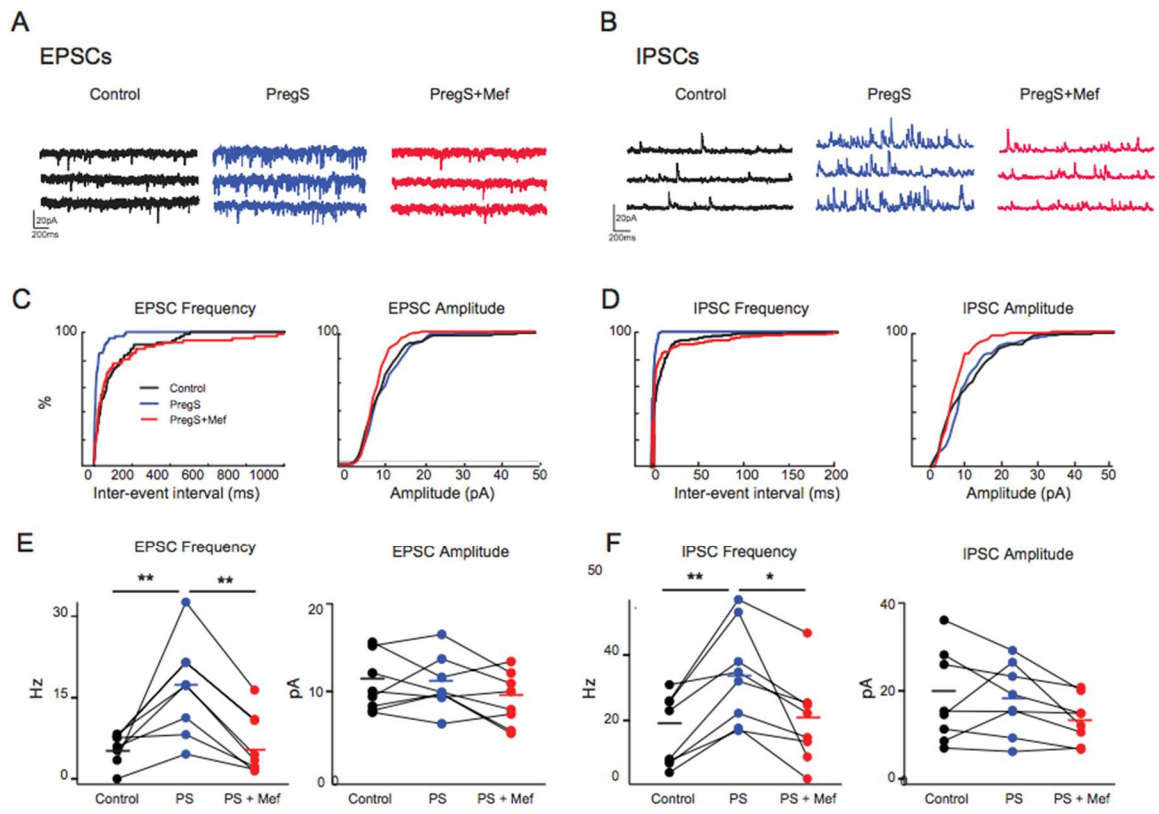 A
EPSCs
Control PregS PregS+Mef
20pA
200ms
B
IPSCs
Control PregS PregS+Mef
20pA
200ms
C
EPSC Frequency
100
%
Control
PregS
PregS+Mef
0 200 400 600 800 1000
Inter-event interval (ms)
EPSC Amplitude
100
0 10 20 30 40 50
Amplitude (pA)
D
IPSC Frequency
100
0 50 100 150 200
Inter-event interval (ms)
IPSC Amplitude
100
0 10 20 30 40 50
Amplitude (pA)
E
EPSC Frequency
** **
Hz
30
15
0
Control PS PS + Mef
EPSC Amplitude
pA
20
10
0
Control PS PS + Mef
F
IPSC Frequency
50
** *
Hz
40
20
0
Control PS PS + Mef
IPSC Amplitude
pA
40
20
0
Control PS PS + Mef